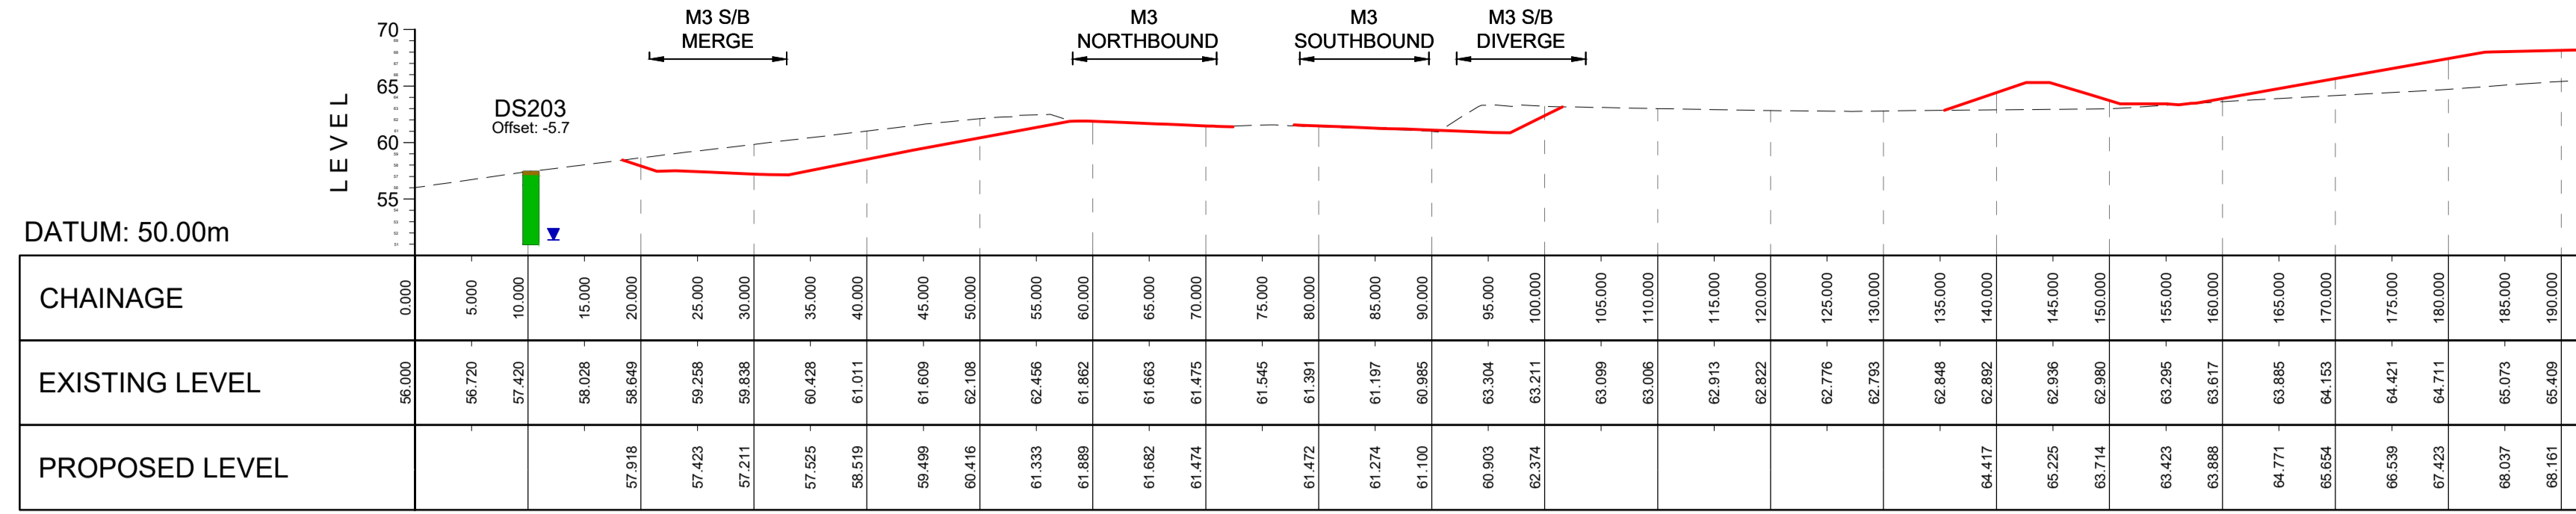 M3 S/B
MERGE
M3
NORTHBOUND
M3
SOUTHBOUND
M3 S/B
DIVERGE
70
65
60
55
LEVEL
DS203
Offset: -5.7
DATUM: 50.00m
CHAINAGE 0.000 5.000 10.000 15.000 20.000 25.000 30.000 35.000 40.000 45.000 50.000 55.000 60.000 65.000 70.000 75.000 80.000 85.000 90.000 95.000 100.000 105.000 110.000 115.000 120.000 125.000 130.000 135.000 140.000 145.000 150.000 155.000 160.000 165.000 170.000 175.000 180.000 185.000 190.000
EXISTING LEVEL 56.000 56.720 57.420 58.028 58.649 59.258 59.838 60.428 61.011 61.609 62.108 62.456 61.862 61.663 61.475 61.545 61.391 61.197 60.985 63.304 63.211 63.099 63.006 62.913 62.822 62.776 62.793 62.848 62.892 62.936 62.980 63.295 63.617 63.885 64.153 64.421 64.711 65.073 65.409
PROPOSED LEVEL 57.918 57.423 57.211 57.525 58.519 59.499 60.416 61.333 61.889 61.682 61.474 61.472 61.274 61.100 60.903 62.374 64.417 65.225 63.714 63.423 63.888 64.771 65.654 66.539 67.423 68.037 68.161